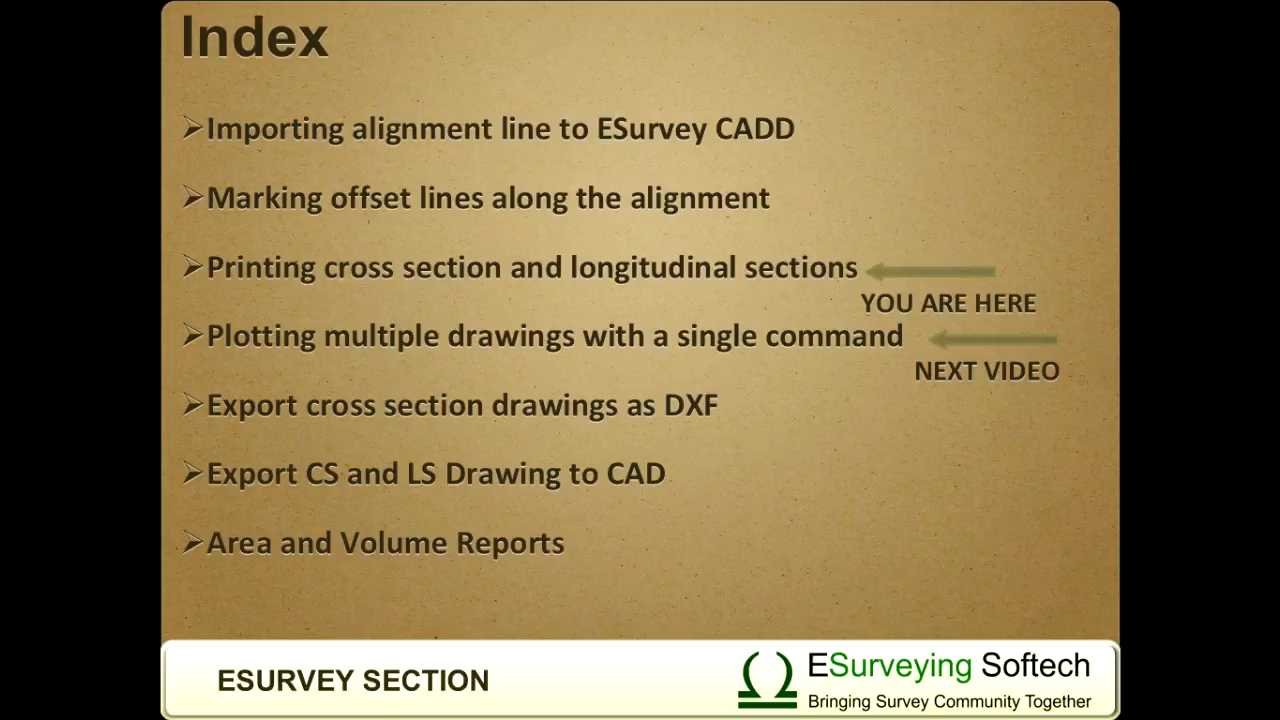 Index
Importing alignment line to ESurvey CADD
Marking offset lines along the alignment
Printing cross section and longitudinal sections
YOU ARE HERE
Plotting multiple drawings with a single command
NEXT VIDEO
Export cross section drawings as DXF
Export CS and LS Drawing to CAD
Area and Volume Reports
ESURVEY SECTION
ESurveying Softech
Bringing Survey Community Together